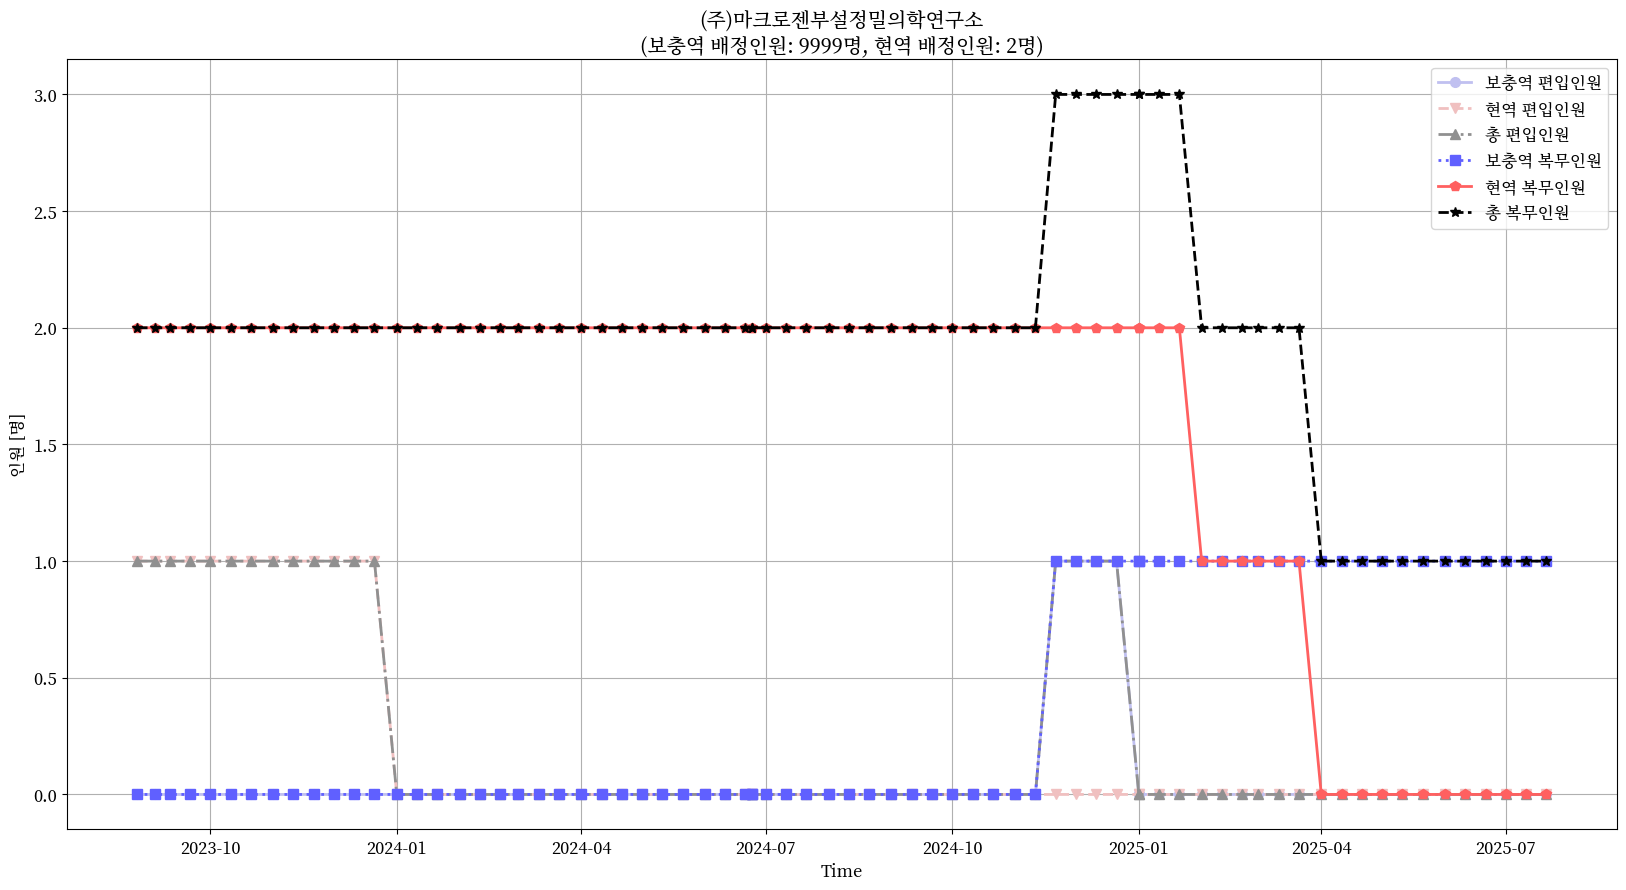 (주)마크로젠부설정밀의학연구소
(보충역 배정인원: 9999명, 현역 배정인원: 2명)
보충역 편입인원
현역 편입인원
총 편입인원
보충역 복무인원
현역 복무인원
총 복무인원
인원 [명]
3.0
2.5
2.0
1.5
1.0
0.5
0.0
2023-10
2024-01
2024-04
2024-07
2024-10
2025-01
2025-04
2025-07
Time